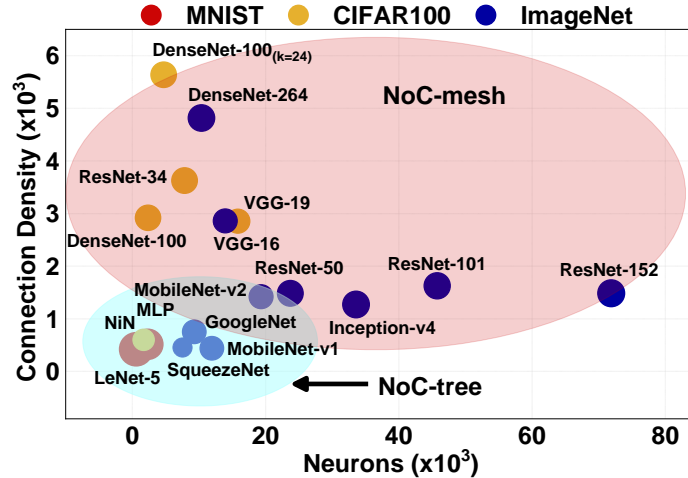 MNIST CIFAR100 ImageNet
DenseNet-100(k=24)
DenseNet-264
NoC-mesh
ResNet-34
VGG-19
DenseNet-100
VGG-16
ResNet-50
ResNet-101
ResNet-152
MobileNet-v2
MLP
NiN
GoogleNet
Inception-v4
MobileNet-v1
SqueezeNet
LeNet-5
NoC-tree
Connection Density (x10³)
6
5
4
3
2
1
0
0 20 40 60 80
Neurons (x10³)